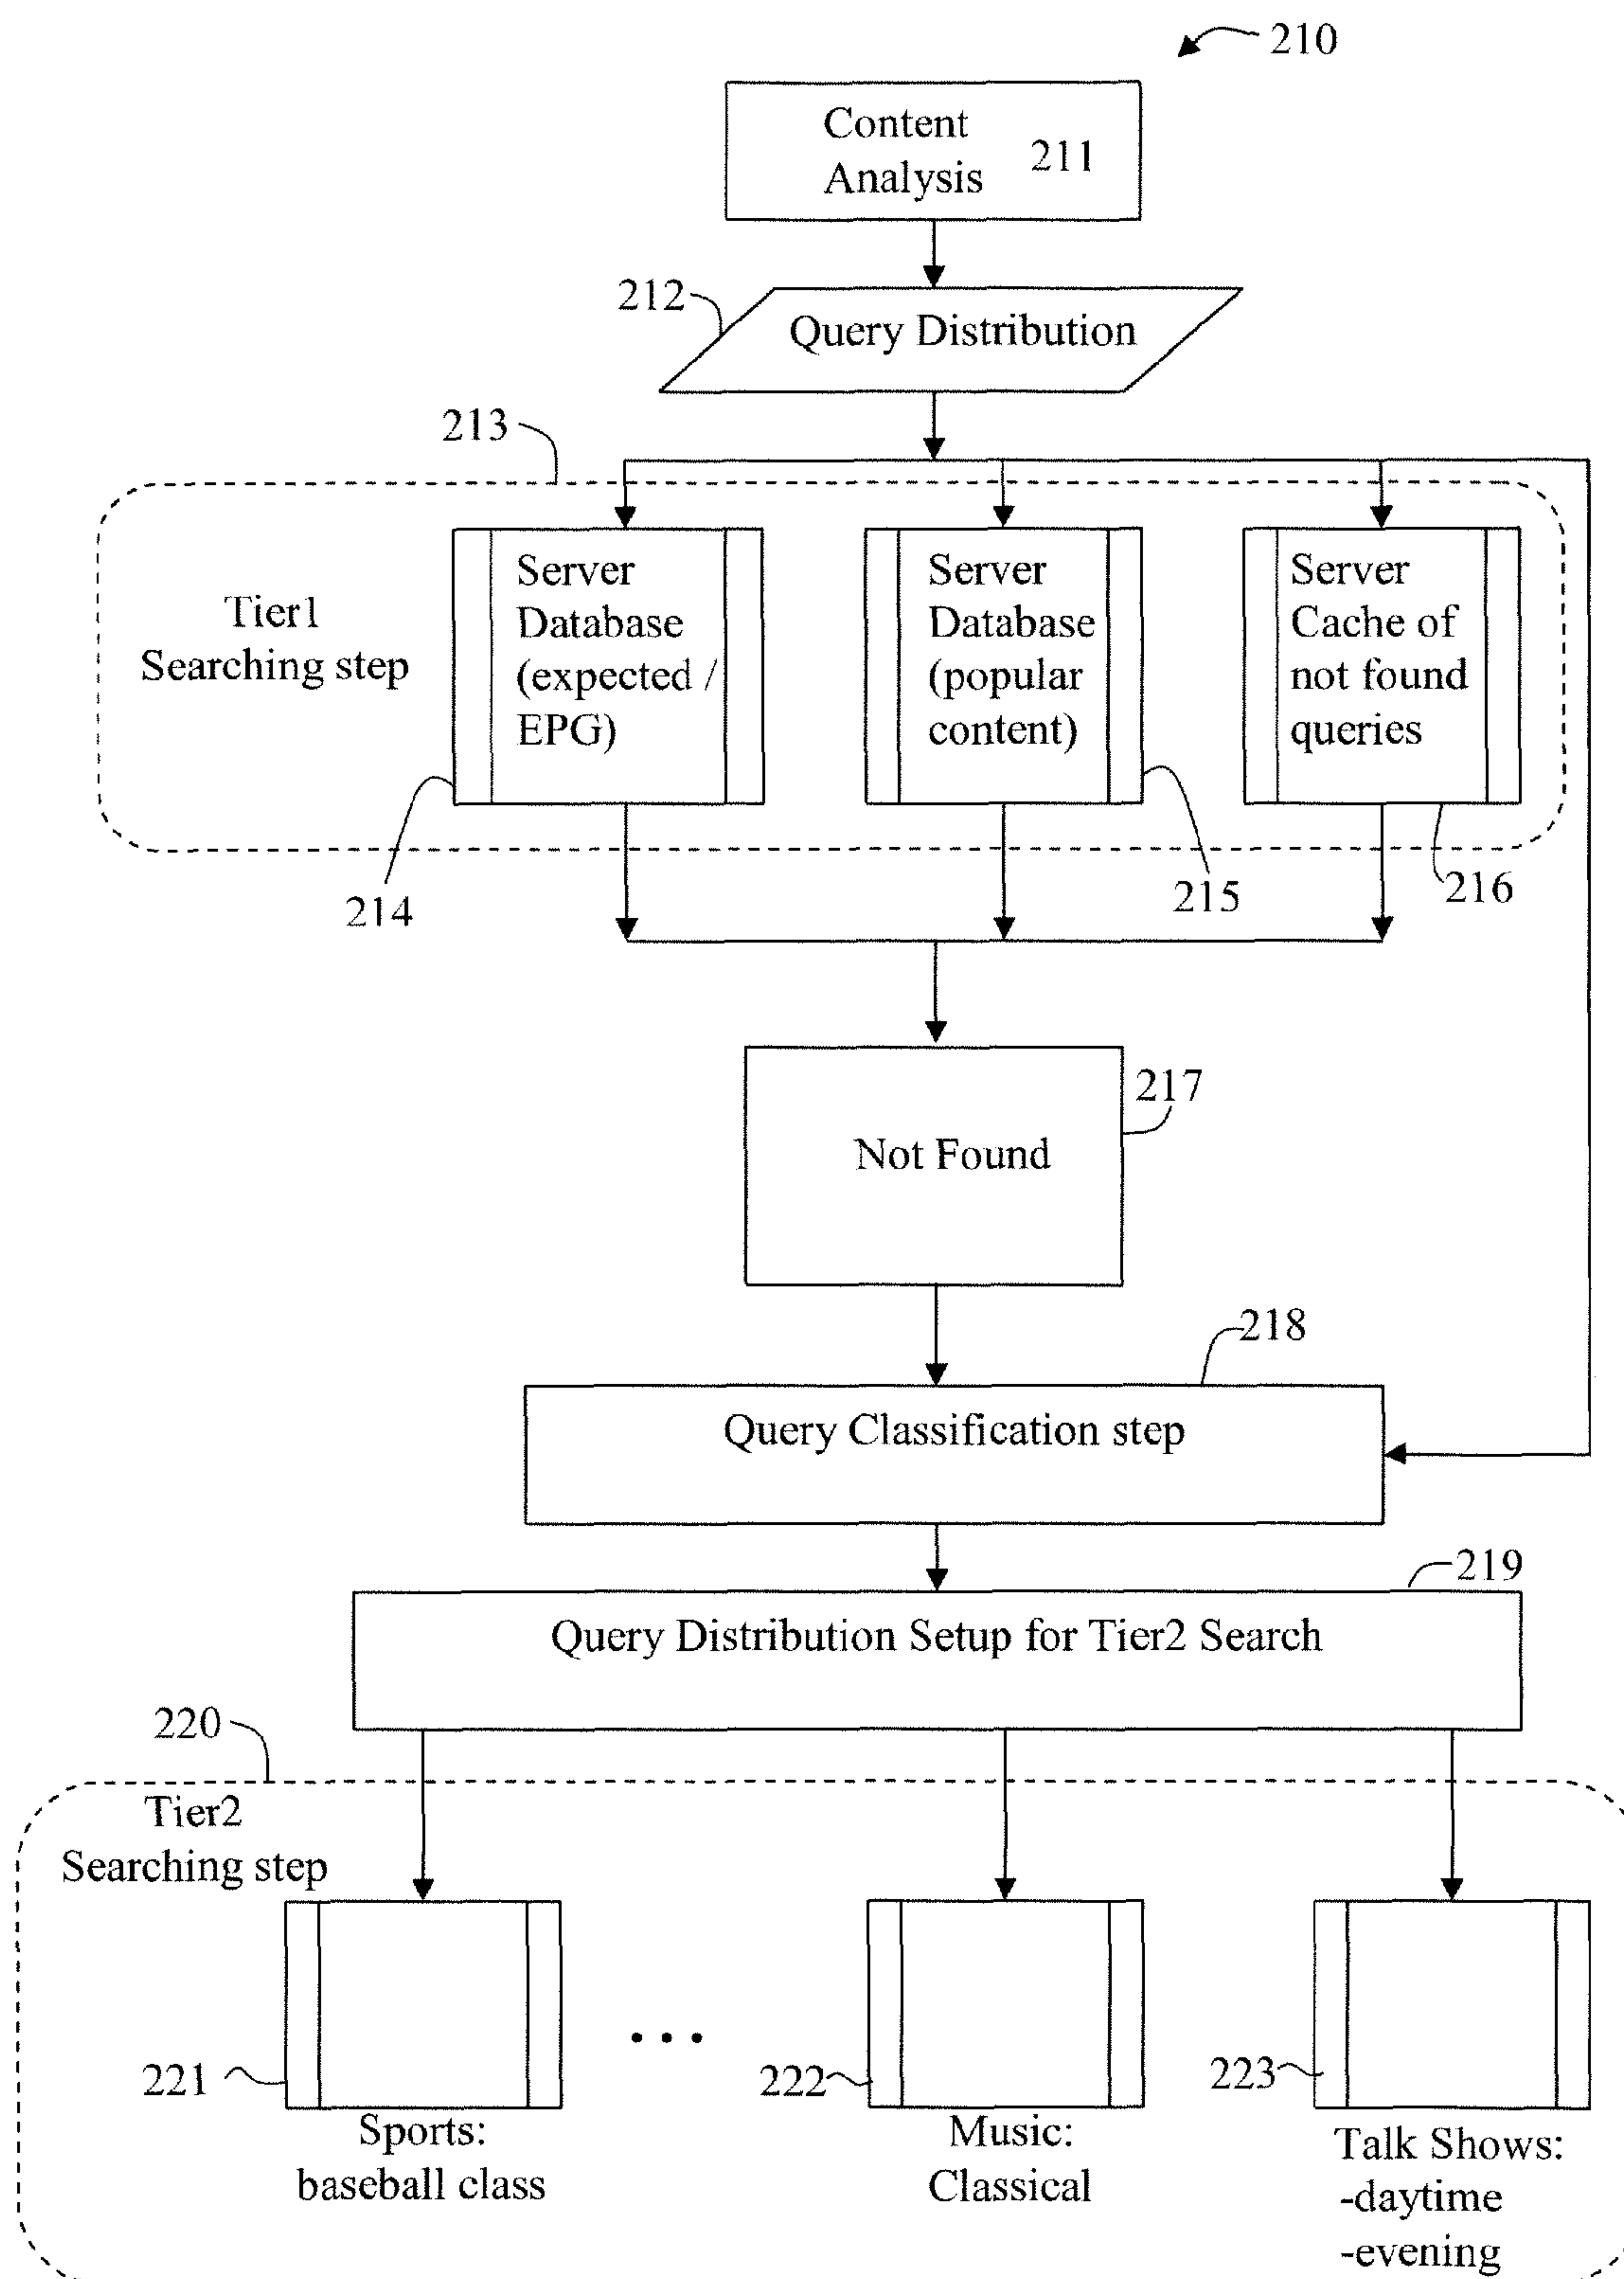 210
Content
Analysis
211
212
Query Distribution
213
Tier1
Searching step
Server
Database
(expected /
EPG)
Server
Database
(popular
content)
Server
Cache of
not found
queries
214
215
216
217
Not Found
218
Query Classification step
219
Query Distribution Setup for Tier2 Search
220
Tier2
Searching step
...
221
222
223
Sports:
baseball class
Music:
Classical
Talk Shows:
-daytime
-evening